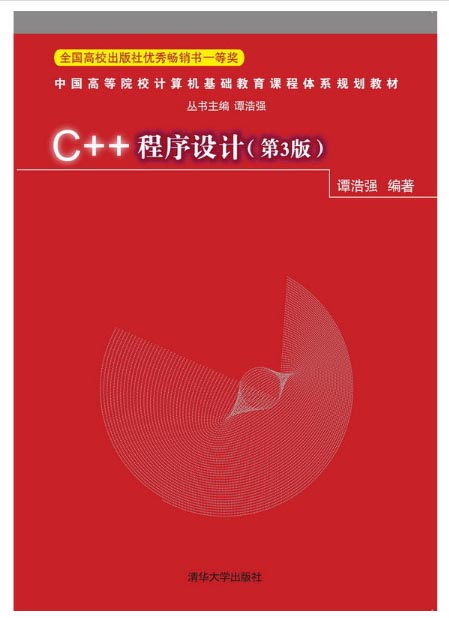 全国高校出版社优秀畅销书一等奖
中国高等院校计算机基础教育课程体系规划教材
丛书主编 谭浩强
C++程序设计(第3版)
谭浩强 编著
清华大学出版社